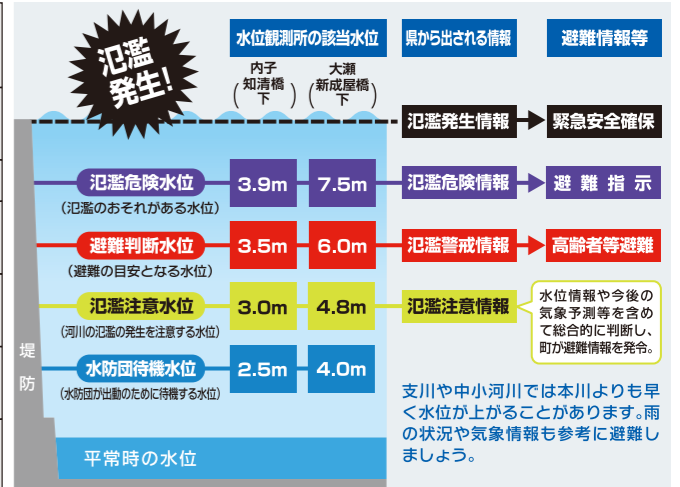 氾濫
発生!
水位観測所の該当水位
県から出される情報
避難情報等
(内子
知清橋
下)
(大瀬
新成屋橋
下)
氾濫発生情報
緊急安全確保
氾濫危険水位
(氾濫のおそれがある水位)
3.9m
7.5m
氾濫危険情報
避難指示
避難判断水位
(避難の目安となる水位)
3.5m
6.0m
氾濫警戒情報
高齢者等避難
氾濫注意水位
(河川の氾濫の発生を注意する水位)
3.0m
4.8m
氾濫注意情報
水位情報や今後の
気象予測等を含め
て総合的に判断し、
町が避難情報を発令。
水防団待機水位
(水防団が出動のために待機する水位)
2.5m
4.0m
堤防
平常時の水位
支川や中小河川では本川よりも早
く水位が上がることがあります。雨
の状況や気象情報も参考に避難し
ましょう。